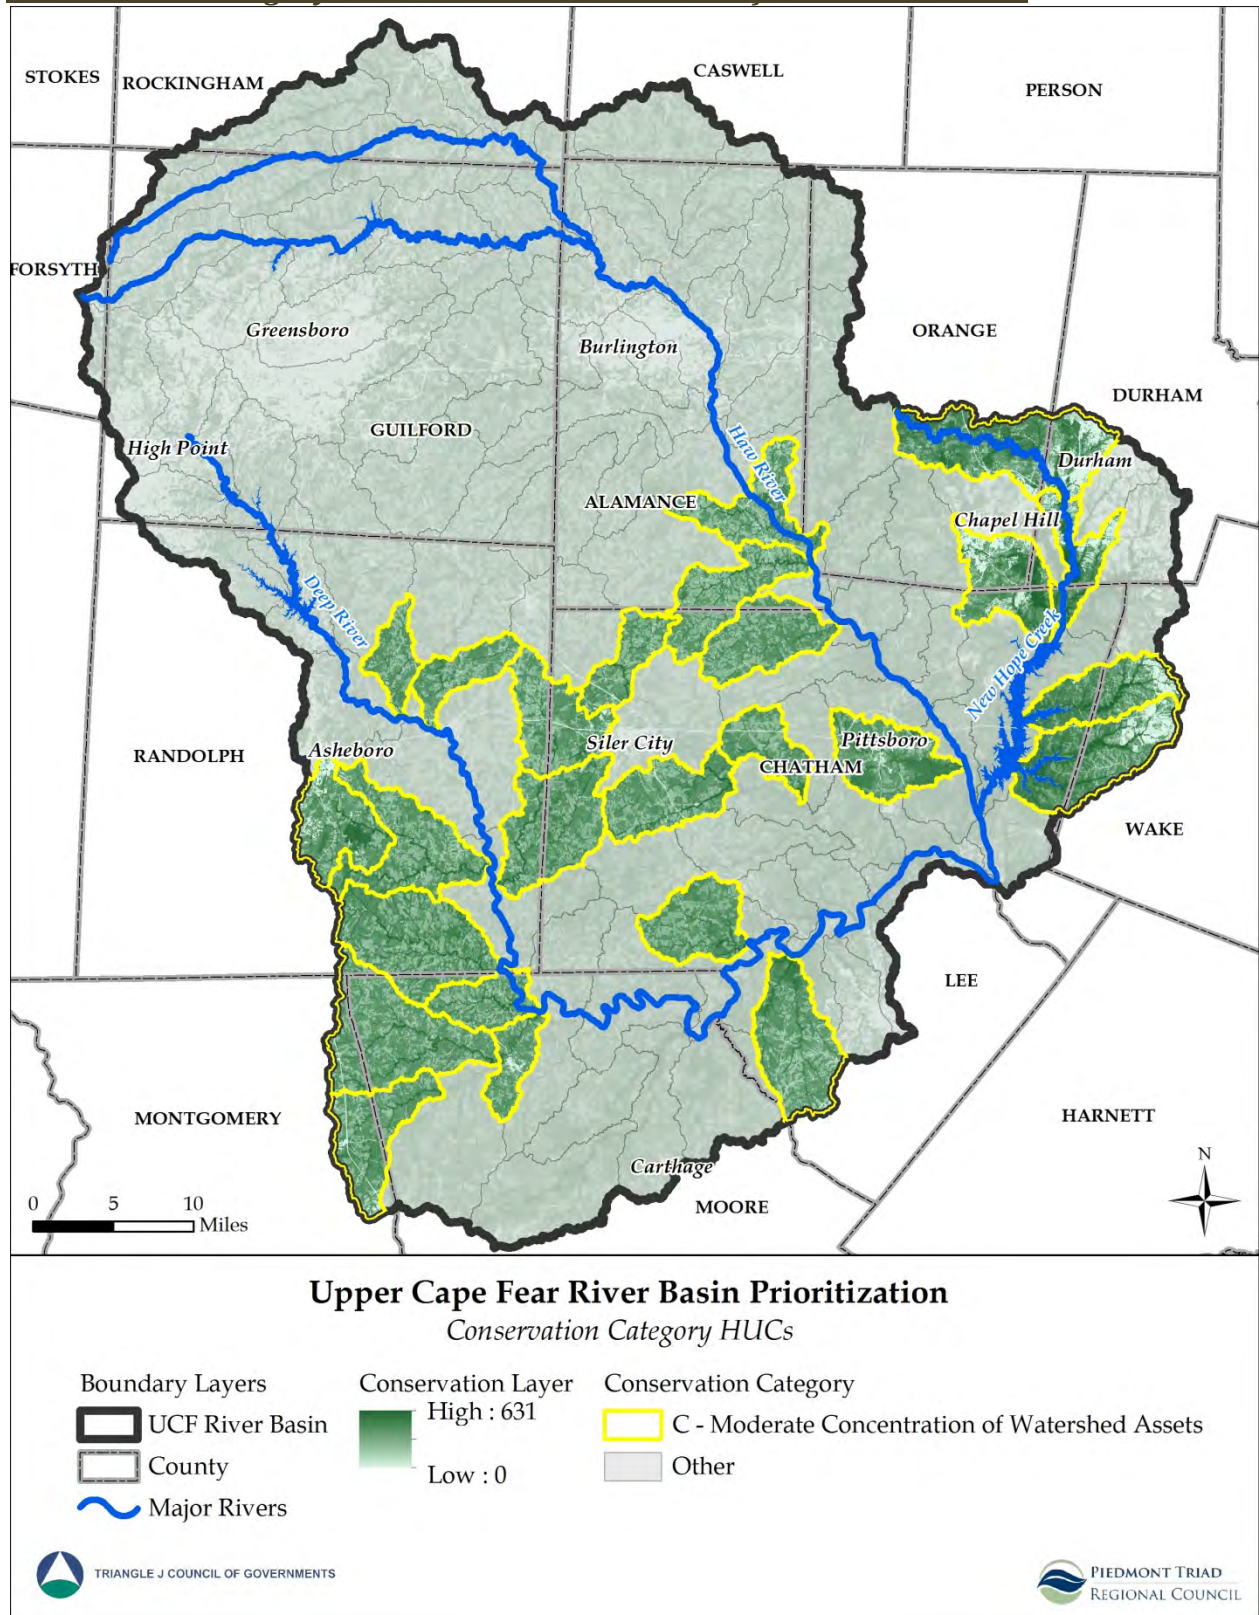 STOKES
ROCKINGHAM
CASWELL
PERSON
FORSYTH
Greensboro
Burlington
ORANGE
DURHAM
High Point
GUILFORD
Haw River
Durham
ALAMANCE
Chapel Hill
Deep River
New Hope Creek
RANDOLPH
Asheboro
Siler City
Pittsboro
CHATHAM
WAKE
LEE
MONTGOMERY
HARNETT
Carthage
MOORE
N
0 5 10
Miles
Upper Cape Fear River Basin Prioritization
Conservation Category HUCs
Boundary Layers
UCF River Basin
County
Major Rivers
Conservation Layer
High : 631
Low : 0
Conservation Category
C - Moderate Concentration of Watershed Assets
Other
TRIANGLE J COUNCIL OF GOVERNMENTS
PIEDMONT TRIAD
REGIONAL COUNCIL